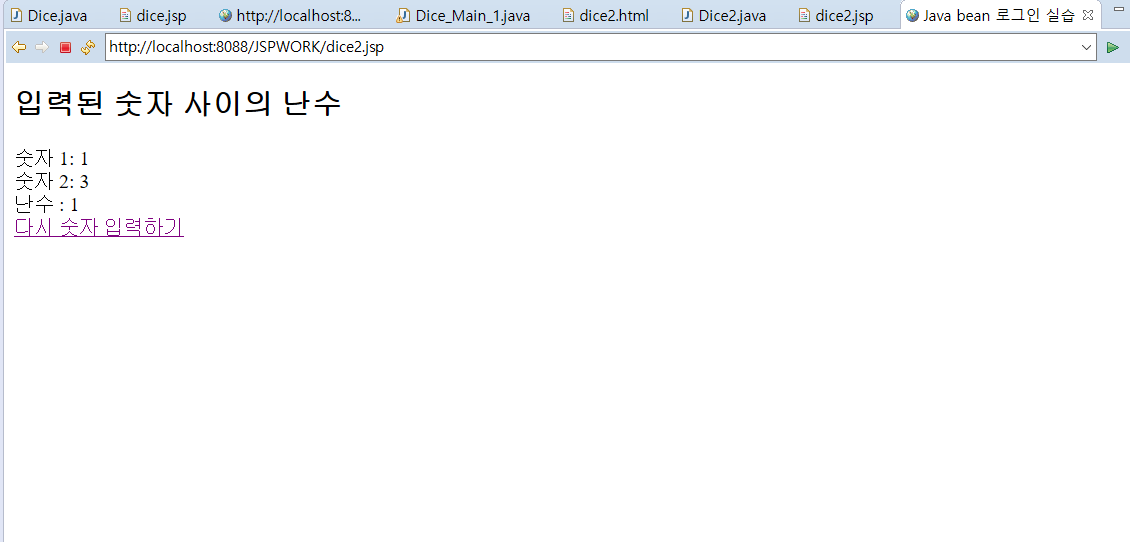 Dice.java dice.jsp http://localhost:8... Dice_Main_1.java dice2.html Dice2.java dice2.jsp Java bean 로그인 실습
http://localhost:8088/JSPWORK/dice2.jsp
입력된 숫자 사이의 난수
숫자 1: 1
숫자 2: 3
난수 : 1
다시 숫자 입력하기